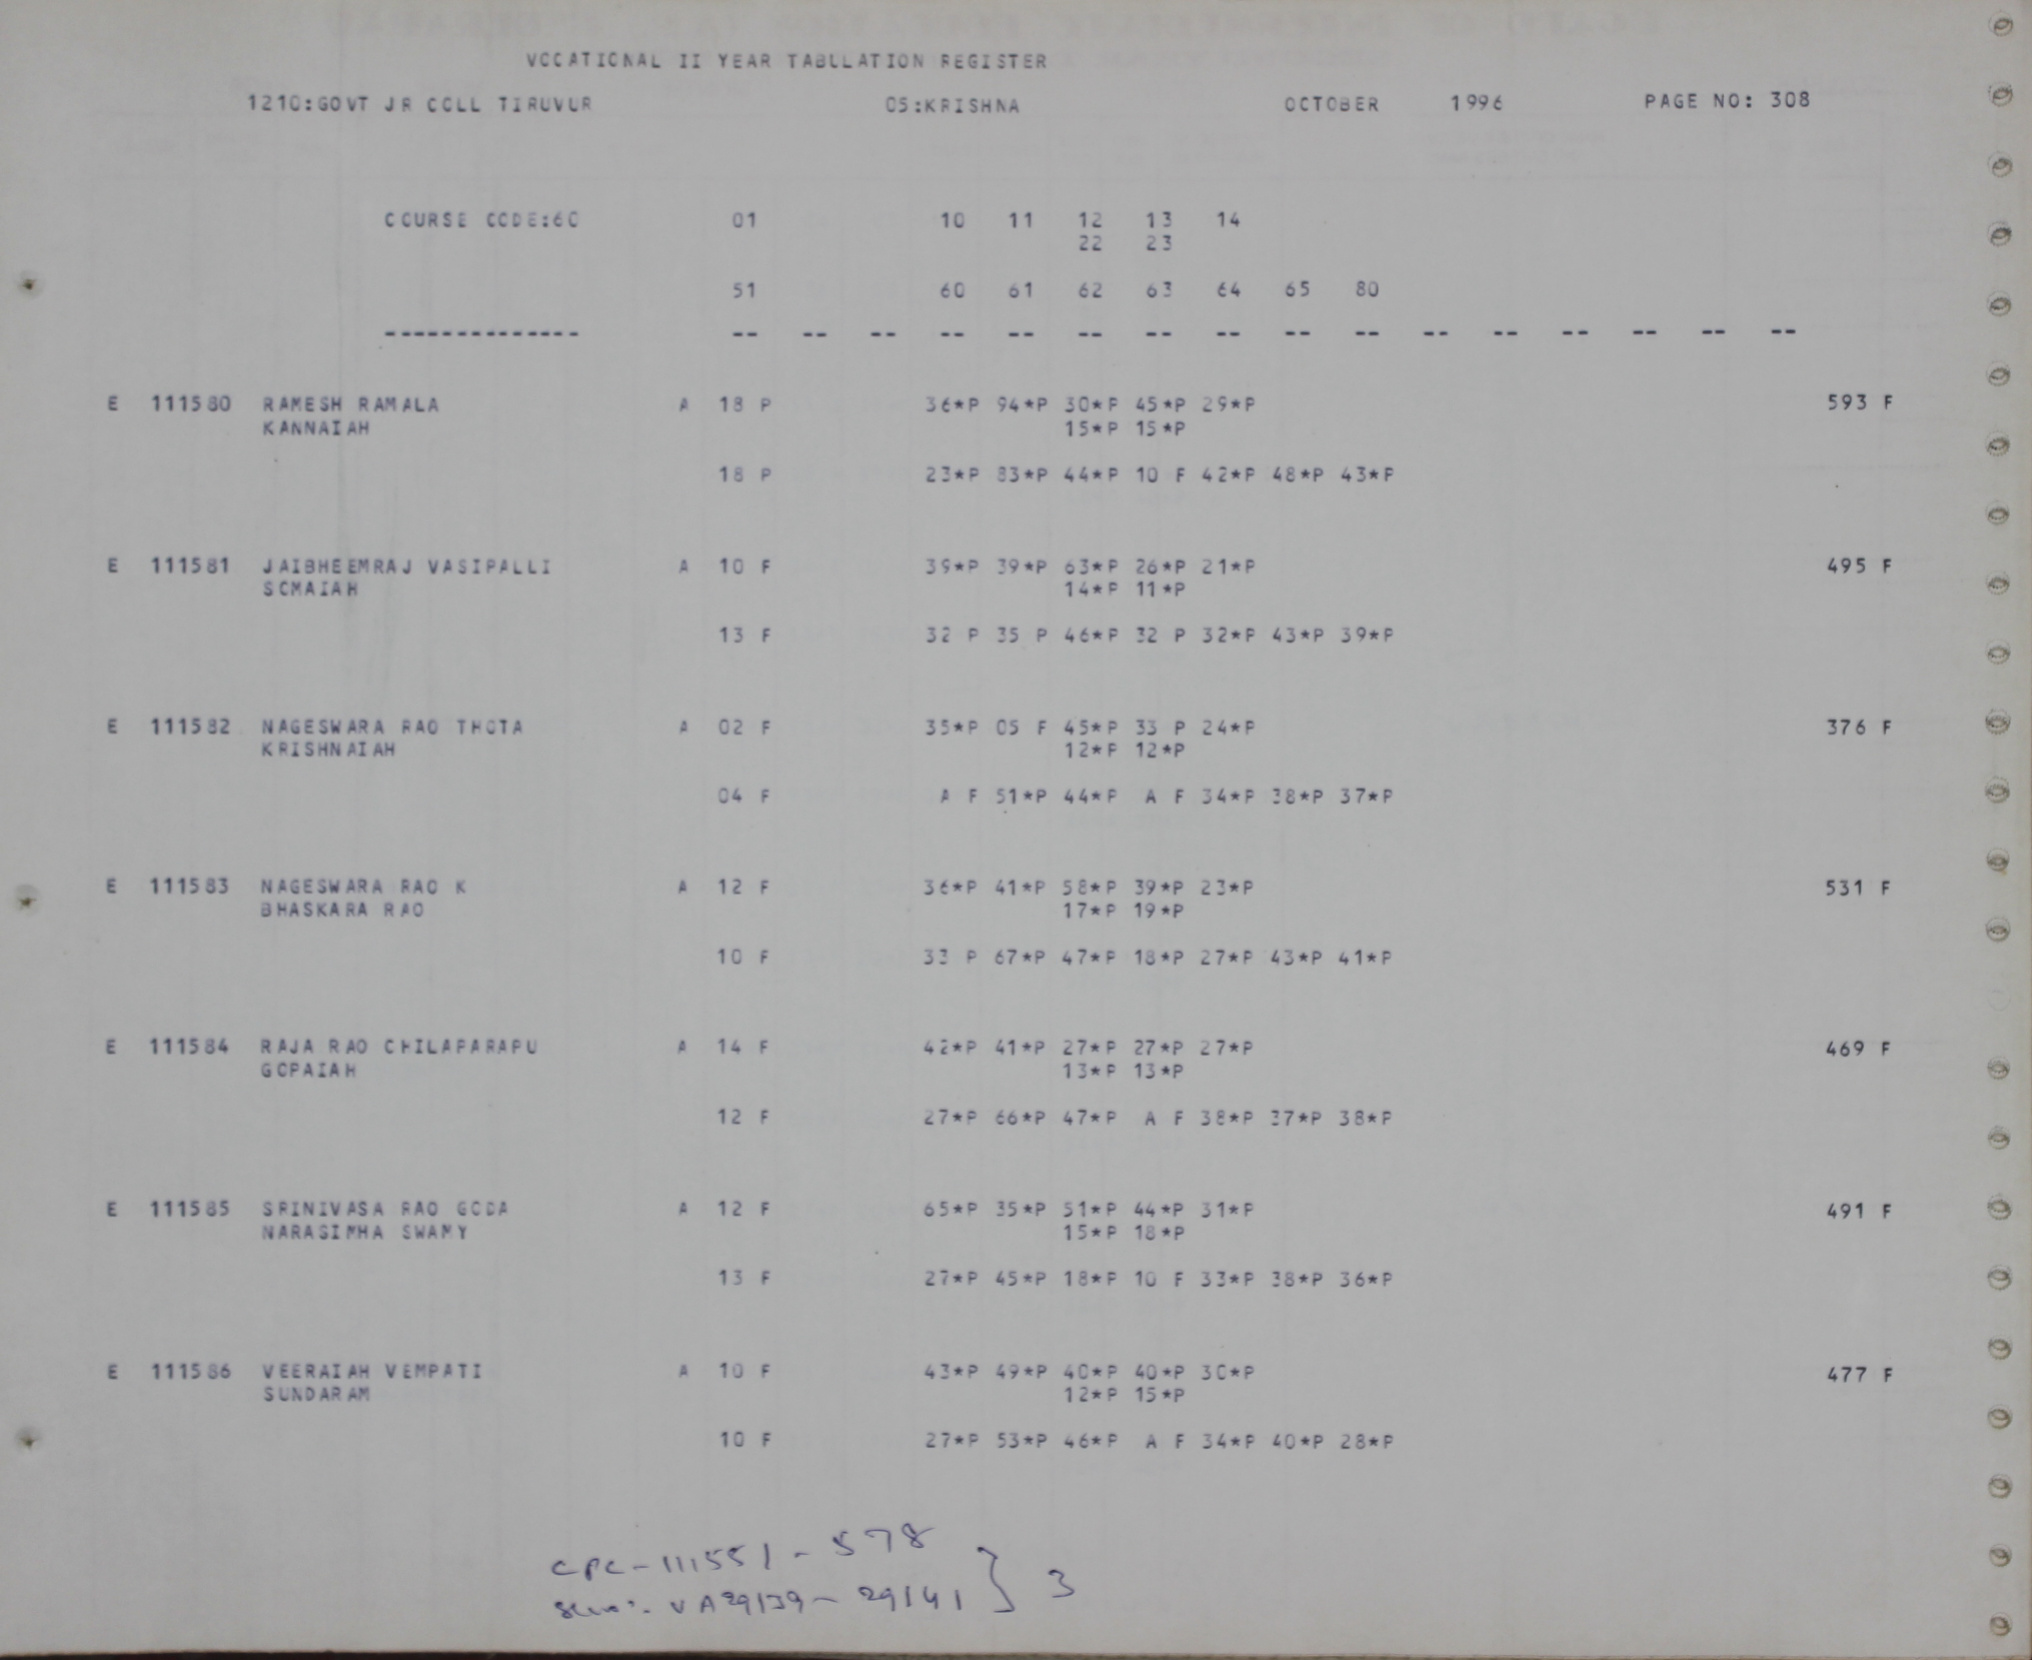 VOCATIONAL II YEAR TABULATION REGISTER
1210:GOVT JR COLL TIRUVUR 05:KRISHNA OCTOBER 1996 PAGE NO: 308
COURSE CODE:60 01 10 11 12 13 14
22 23
51 60 61 62 63 64 65 80
-------------- -- -- -- -- -- -- -- -- -- -- -- -- -- -- -- --
E 111580 RAMESH RAMALA A 18 P 36*P 94*P 30*P 45*P 29*P 593 F
KANNAIAH 15*P 15*P
18 P 23*P 83*P 44*P 10 F 42*P 48*P 43*P
E 111581 JAIBHEEMRAJ VASIPALLI A 10 F 39*P 39*P 63*P 26*P 21*P 495 F
SOMAIAH 14*P 11*P
13 F 32 P 35 P 46*P 32 P 32*P 43*P 39*P
E 111582 NAGESWARA RAO THOTA A 02 F 35*P 05 F 45*P 33 P 24*P 376 F
KRISHNAIAH 12*P 12*P
04 F A F 51*P 44*P A F 34*P 38*P 37*P
E 111583 NAGESWARA RAO K A 12 F 36*P 41*P 58*P 39*P 23*P 531 F
BHASKARA RAO 17*P 19*P
10 F 33 P 67*P 47*P 18*P 27*P 43*P 41*P
E 111584 RAJA RAO CHILAPARAPU A 14 F 42*P 41*P 27*P 27*P 27*P 469 F
GOPAIAH 13*P 13*P
12 F 27*P 66*P 47*P A F 38*P 37*P 38*P
E 111585 SRINIVASA RAO GODA A 12 F 65*P 35*P 51*P 44*P 31*P 491 F
NARASIMHA SWAMY 15*P 18*P
13 F 27*P 45*P 18*P 10 F 33*P 38*P 36*P
E 111586 VEERAIAH VEMPATI A 10 F 43*P 49*P 40*P 40*P 30*P 477 F
SUNDARAM 12*P 15*P
10 F 27*P 53*P 46*P A F 34*P 40*P 28*P
CPC-111551 - 578
VA29139 - 29141 } 3